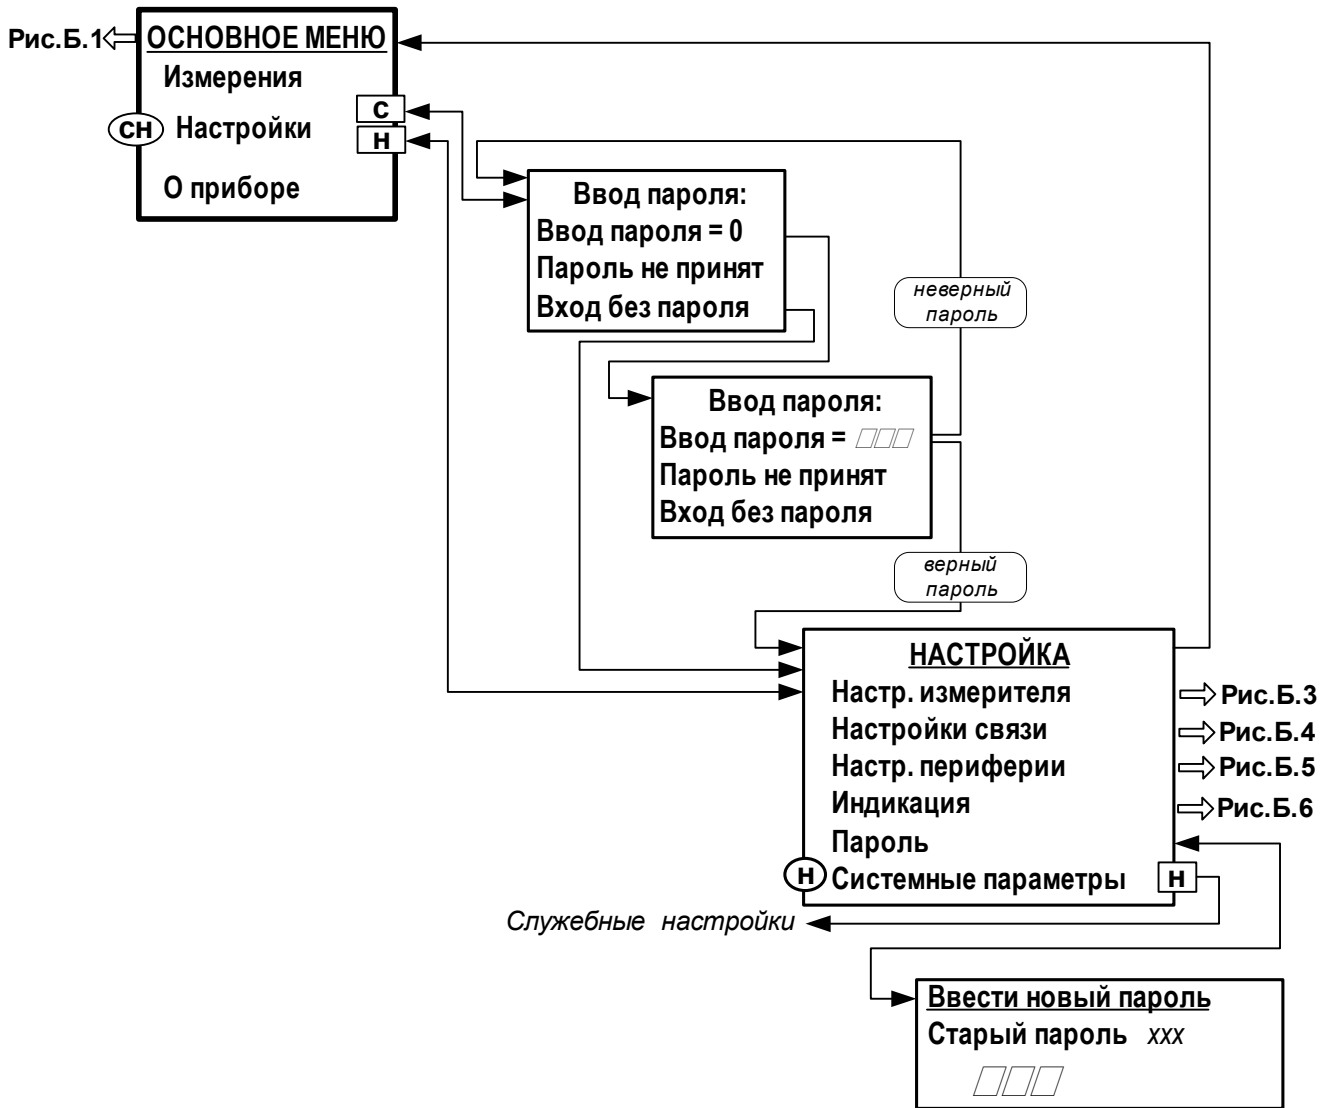 Рис.Б.1
ОСНОВНОЕ МЕНЮ
Измерения
СН
Настройки
С
Н
О приборе
Ввод пароля:
Ввод пароля = 0
Пароль не принят
Вход без пароля
неверный
пароль
Ввод пароля:
Ввод пароля =
Пароль не принят
Вход без пароля
верный
пароль
НАСТРОЙКА
Настр. измерителя
Рис.Б.3
Настройки связи
Рис.Б.4
Настр. периферии
Рис.Б.5
Индикация
Рис.Б.6
Пароль
Н
Системные параметры
Н
Служебные настройки
Ввести новый пароль
Старый пароль xxx